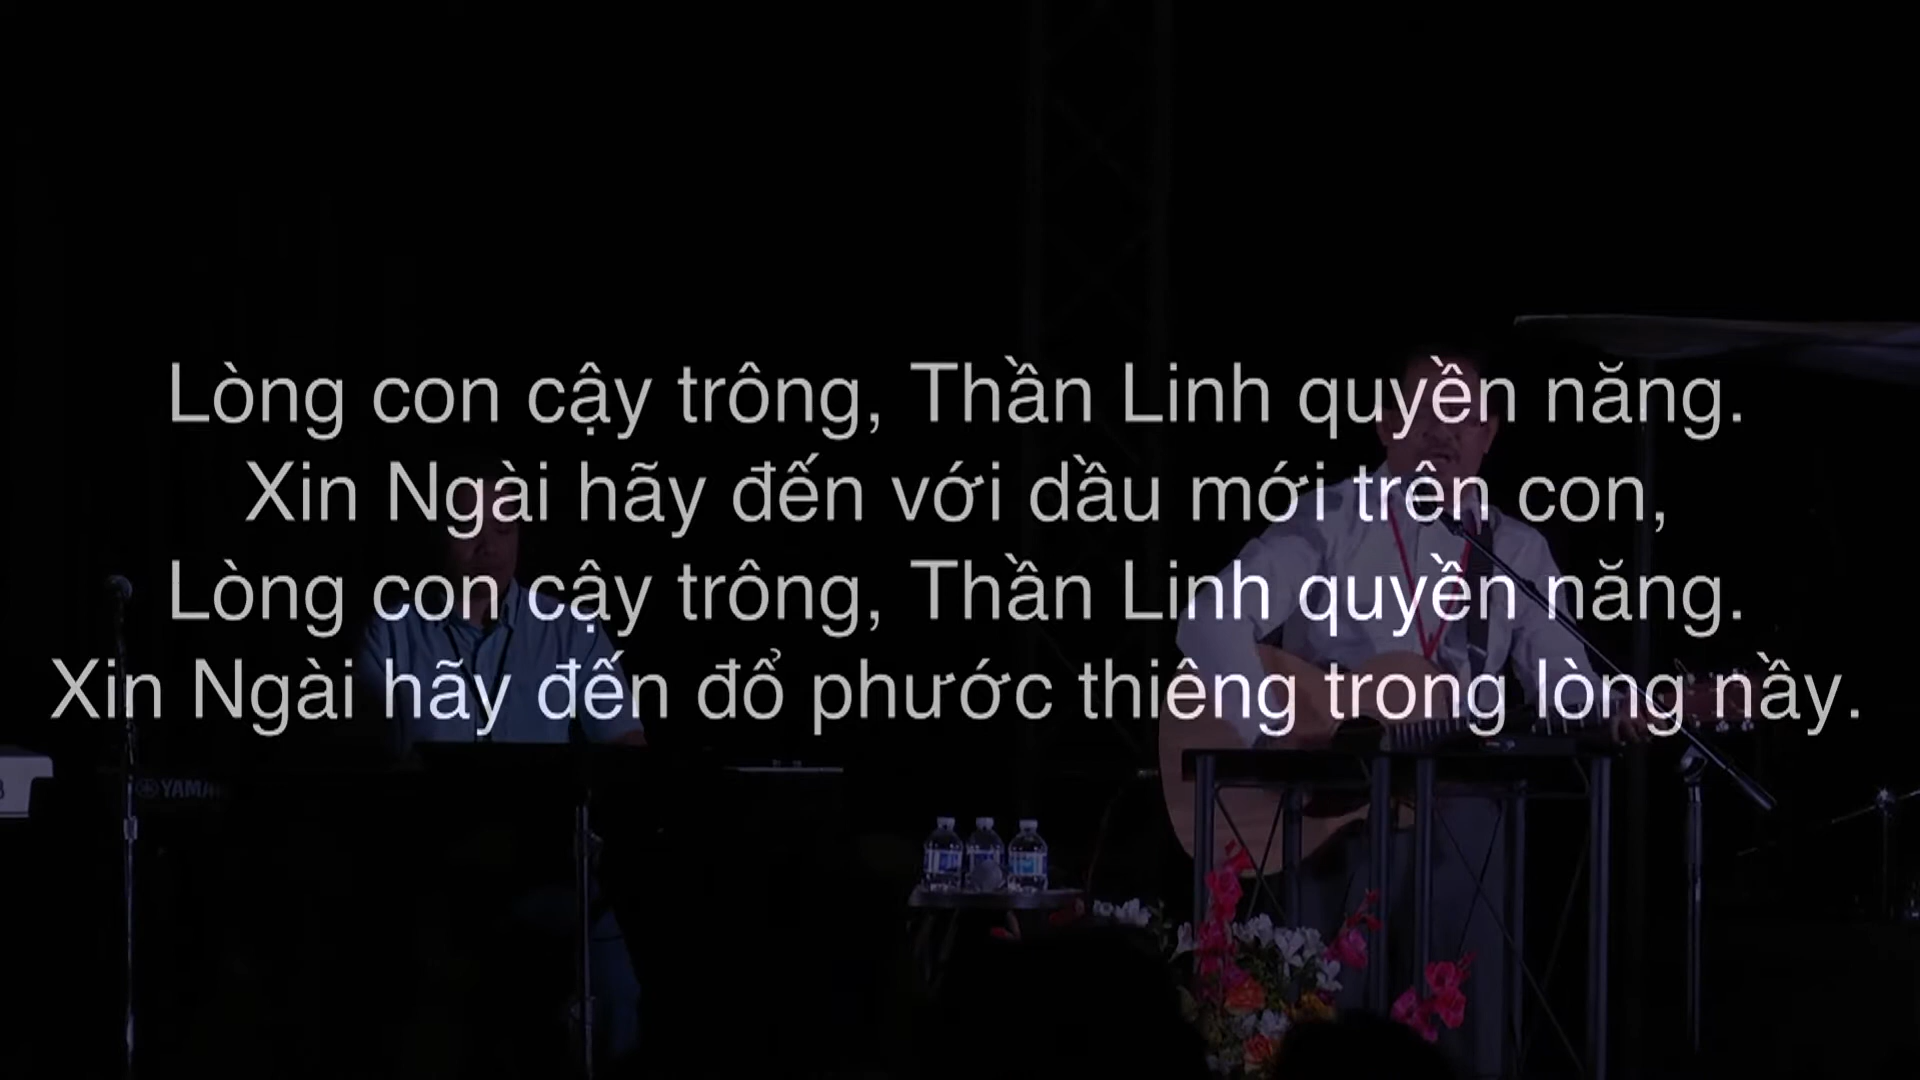 Lòng con cậy trông, Thần Linh quyền năng.
Xin Ngài hãy đến với dầu mới trên con,
Lòng con cậy trông, Thần Linh quyền năng.
Xin Ngài hãy đến đổ phước thiêng trong lòng nầy.